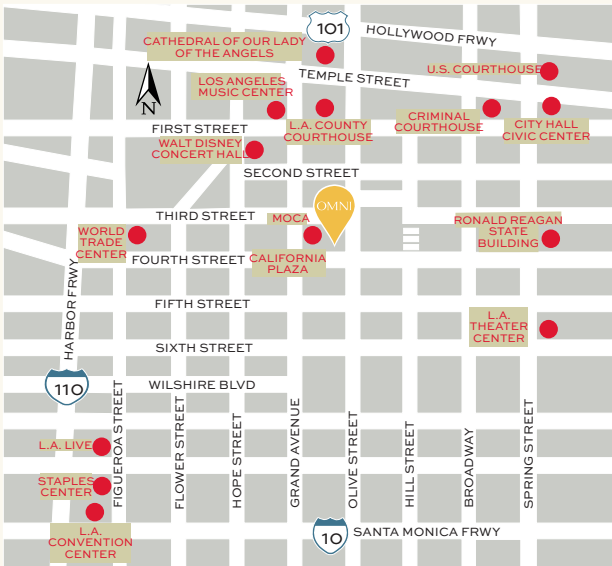 101
HOLLYWOOD FRWY
CATHEDRAL OF OUR LADY
OF THE ANGELS
TEMPLE STREET
U.S. COURTHOUSE
LOS ANGELES
MUSIC CENTER
N
FIRST STREET
L.A. COUNTY
COURTHOUSE
CRIMINAL
COURTHOUSE
CITY HALL
CIVIC CENTER
WALT DISNEY
CONCERT HALL
SECOND STREET
OMNI
THIRD STREET
MOCA
RONALD REAGAN
STATE
BUILDING
WORLD
TRADE
CENTER
FOURTH STREET
CALIFORNIA
PLAZA
HARBOR FRWY
FIFTH STREET
L.A.
THEATER
CENTER
SIXTH STREET
110
WILSHIRE BLVD
FIGUEROA STREET
FLOWER STREET
HOPE STREET
GRAND AVENUE
OLIVE STREET
HILL STREET
BROADWAY
SPRING STREET
L.A. LIVE
STAPLES
CENTER
L.A.
CONVENTION
CENTER
10
SANTA MONICA FRWY